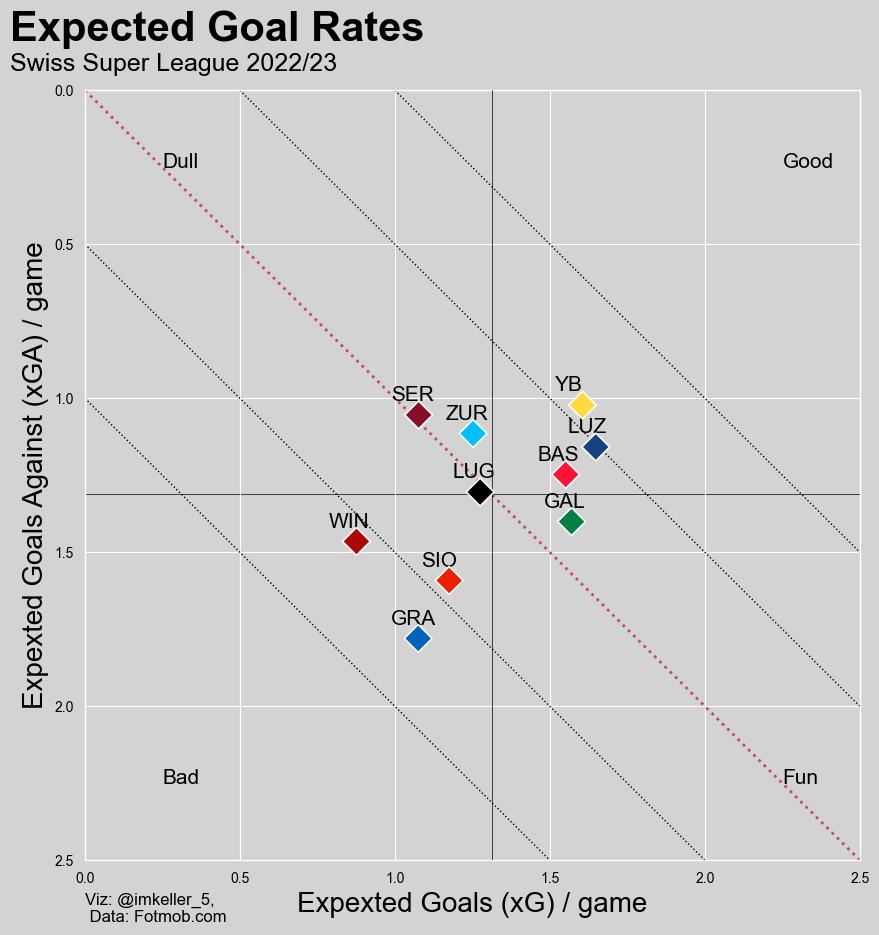 Expected Goal Rates
Swiss Super League 2022/23
0.0
Dull
Good
0.5
Expexted Goals Against (xGA) / game
YB
SER
1.0
ZUR
LUZ
BAS
LUG
GAL
WIN
1.5
SIO
GRA
2.0
Bad
Fun
2.5
0.0
0.5
1.0
1.5
2.0
2.5
Expexted Goals (xG) / game
Viz: @imkeller_5,
Data: Fotmob.com